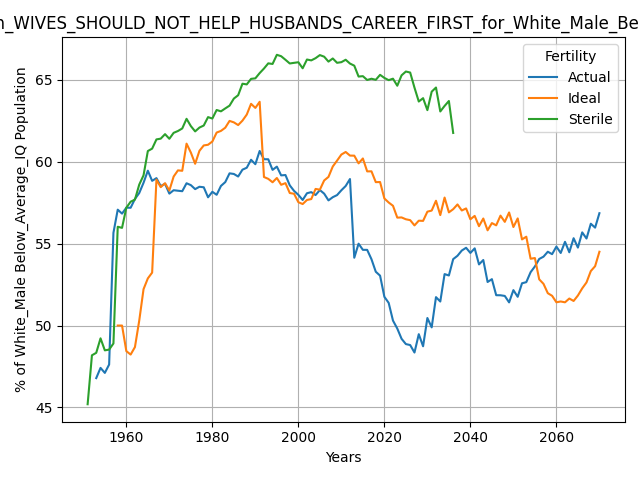 n_WIVES_SHOULD_NOT_HELP_HUSBANDS_CAREER_FIRST_for_White_Male_Be
Fertility
Actual
Ideal
Sterile
% of White_Male Below_Average_IQ Population
65
60
55
50
45
1960 1980 2000 2020 2040 2060
Years